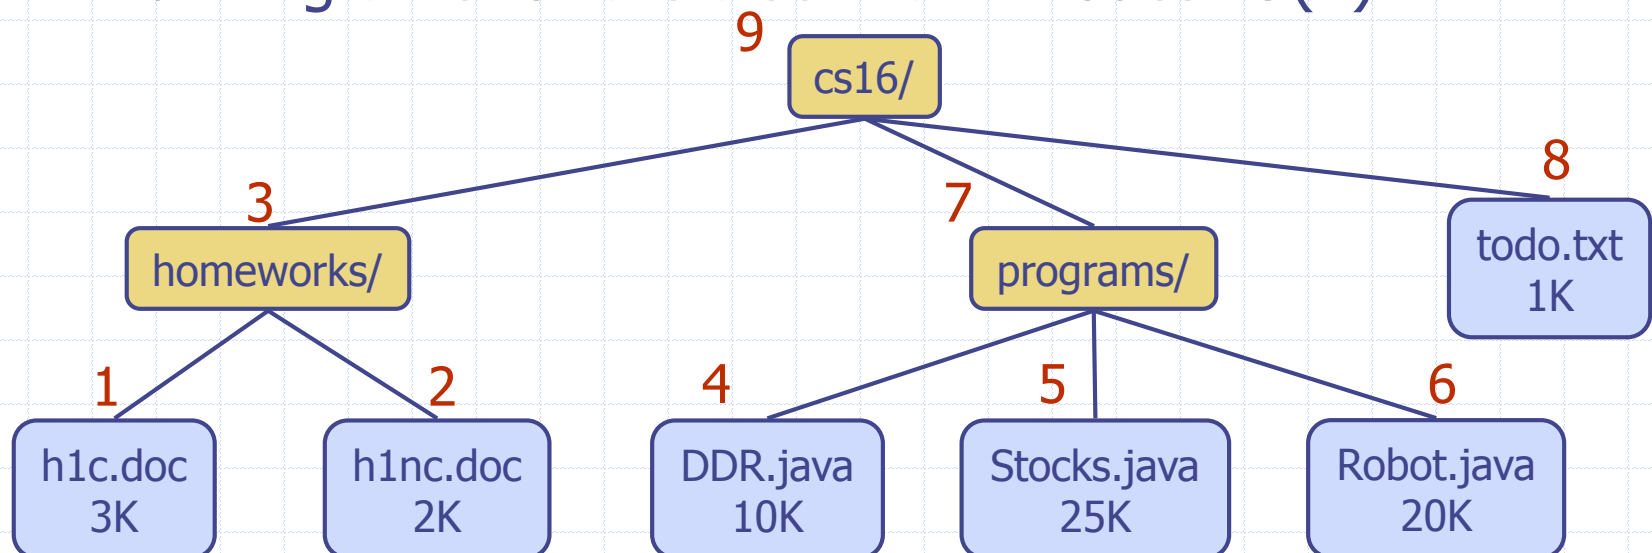 9
cs16/
8
3
7
todo.txt
1K
homeworks/
programs/
1
2
4
5
6
h1c.doc
3K
h1nc.doc
2K
DDR.java
10K
Stocks.java
25K
Robot.java
20K